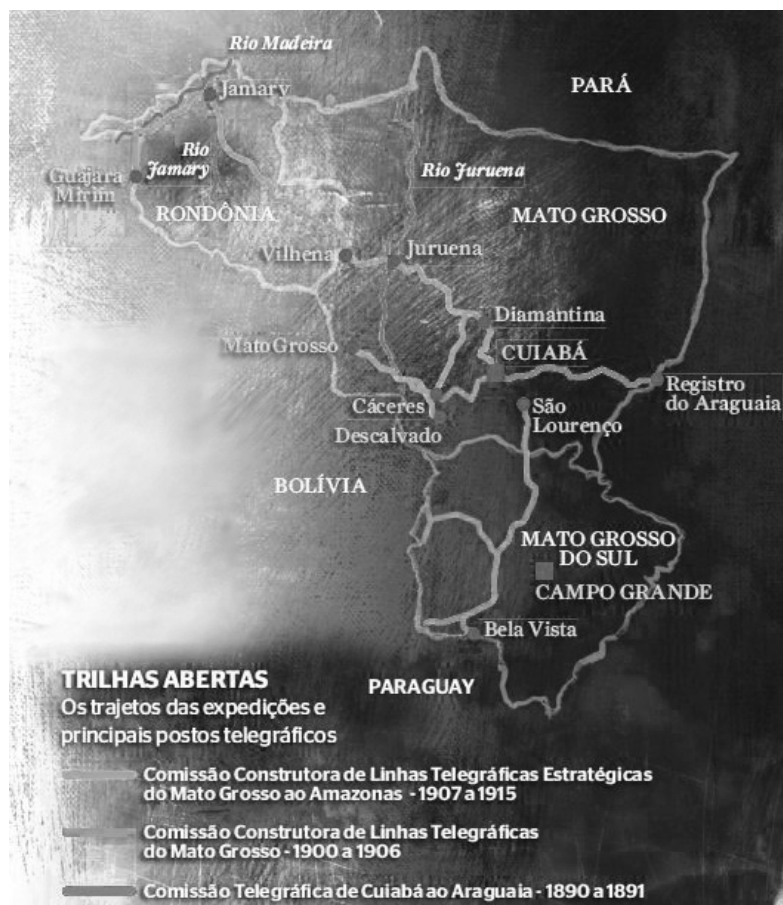 Rio Madeira
PARÁ
Jamary
Rio
Jamary
Rio Juruena
Guajara
Mirim
RONDÔNIA
MATO GROSSO
Vilhena
Juruena
Diamantina
Mato Grosso
CUIABÁ
Registro
do Araguaia
Cáceres
São
Lourenço
Descalvado
BOLÍVIA
MATO GROSSO
DO SUL
CAMPO GRANDE
Bela Vista
TRILHAS ABERTAS
PARAGUAY
Os trajetos das expedições e
principais postos telegráficos
Comissão Construtora de Linhas Telegráficas Estratégicas
do Mato Grosso ao Amazonas - 1907 a 1915
Comissão Construtora de Linhas Telegráficas
do Mato Grosso - 1900 a 1906
Comissão Telegráfica de Cuiabá ao Araguaia - 1890 a 1891